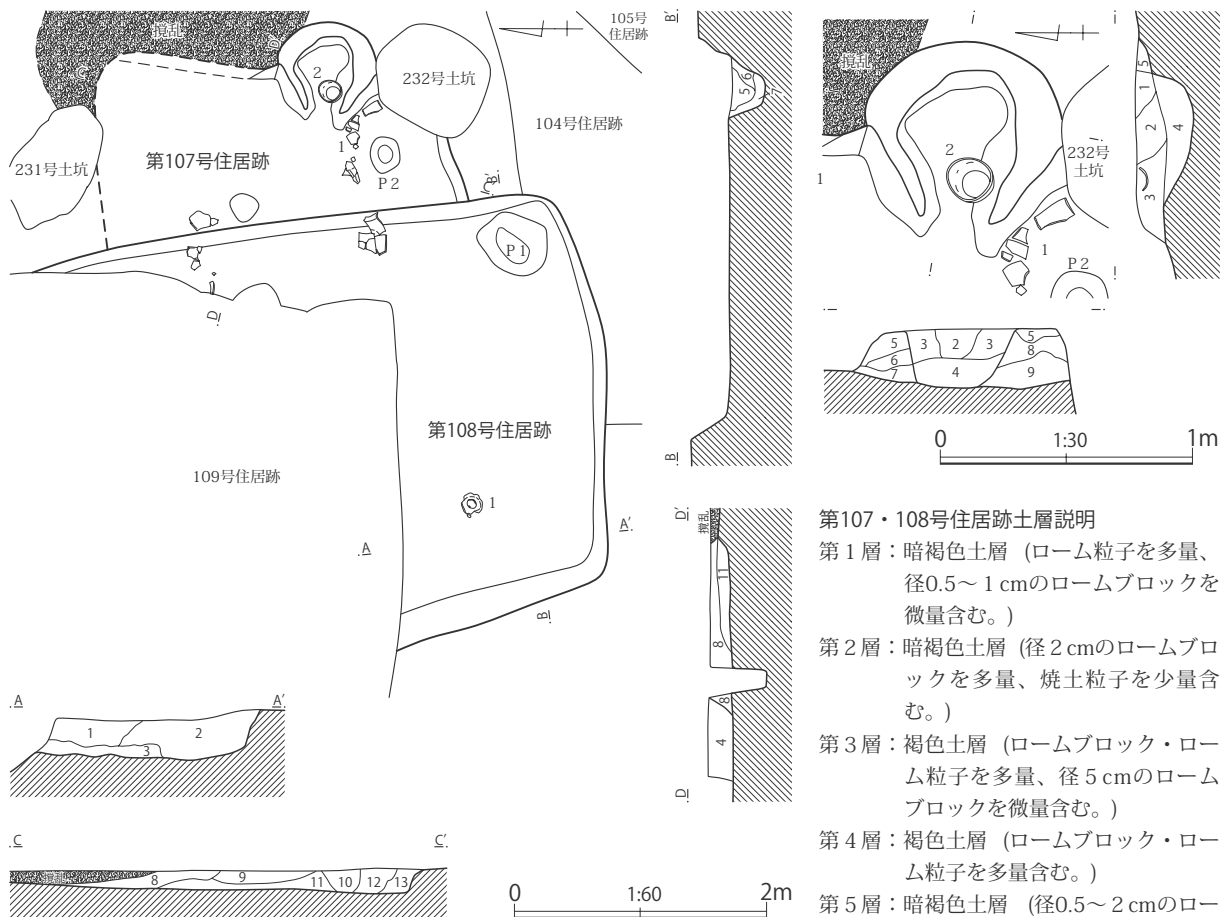 撹乱
D'
105号
住居跡
C
2
232号土坑
104号住居跡
231号土坑
第107号住居跡
1
P2
C'
B'
P1
D
第108号住居跡
109号住居跡
1
A
A'
B
B'
5
6
7
B
撹乱
1
2
232号
土坑
1
P2
5
1
2
4
3
5
3
2
3
5
6
8
7
4
9
0
1:30
1m
D'
撹乱
11
8
8
4
D
A
A'
1
2
3
C
C'
撹乱
8
9
11
10
12
13
0
1:60
2m
第107・108号住居跡土層説明
第1層：暗褐色土層 (ローム粒子を多量、
径0.5～1cmのロームブロックを
微量含む。)
第2層：暗褐色土層 (径2cmのロームブロ
ックを多量、焼土粒子を少量含
む。)
第3層：褐色土層 (ロームブロック・ロー
ム粒子を多量、径5cmのローム
ブロックを微量含む。)
第4層：褐色土層 (ロームブロック・ロー
ム粒子を多量含む。)
第5層：暗褐色土層 (径0.5～2cmのロー